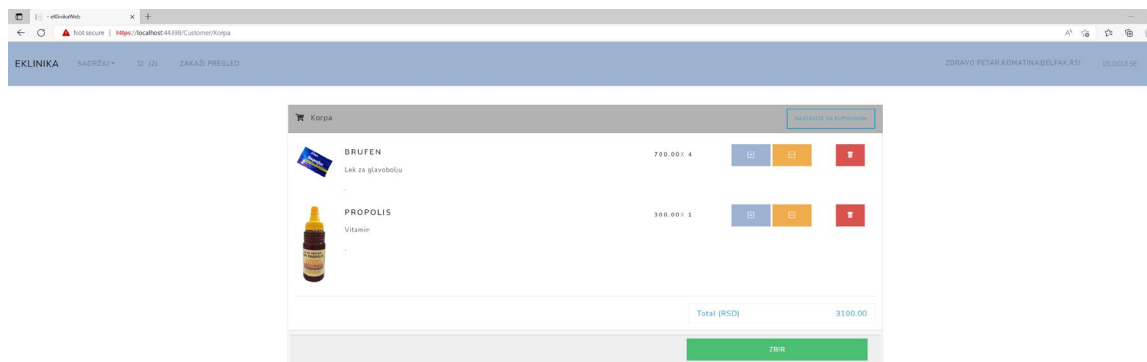 - eKlinikaWeb
Not secure | https://localhost:44398/Customer/Korpa
EKLINIKA SADRŽAJ (2) ZAKAŽI PREGLED ZDRAVO PETAR.KOMATINA@ELFAK.RS! IZLOGUJ SE
Korpa NASTAVITE SA KUPOVINOM
BRUFEN 700.00X 4
Lek za glavobolju
.
PROPOLIS 300.00X 1
Vitamin
.
Total (RSD) 3100.00
ZBIR